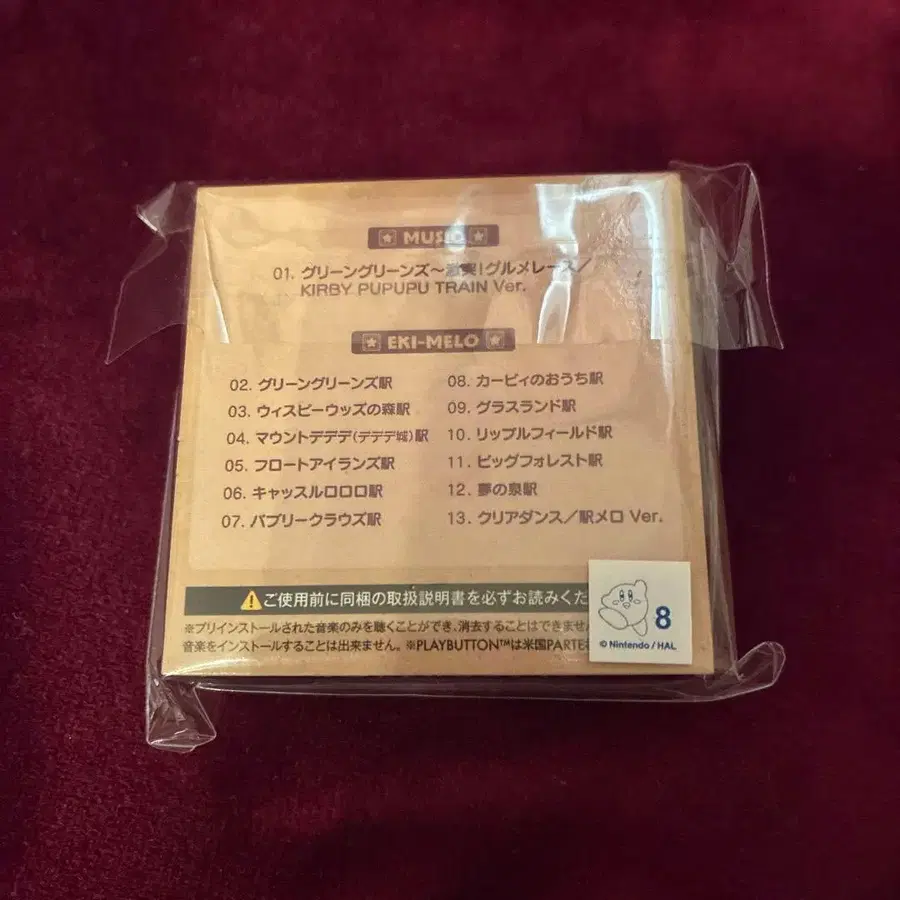 MUSIC
01. グリーングリーンズ～激突!グルメレース/
KIRBY PUPUPU TRAIN Ver.
EKI-MELO
02. グリーングリーンズ駅
03. ウィスピーウッズの森駅
04. マウントデデデ(デデデ城)駅
05. フロートアイランズ駅
06. キャッスルロロロ駅
07. バブリークラウズ駅
08. カービィのおうち駅
09. グラスランド駅
10. リップルフィールド駅
11. ビッグフォレスト駅
12. 夢の泉駅
13. クリアダンス/駅メロ Ver.
ご使用前に同梱の取扱説明書を必ずお読みくだ
※プリインストールされた音楽のみを聴くことができ、消去することはできませ
音楽をインストールすることは出来ません。※PLAYBUTTON™は米国PARTE
8
© Nintendo / HAL